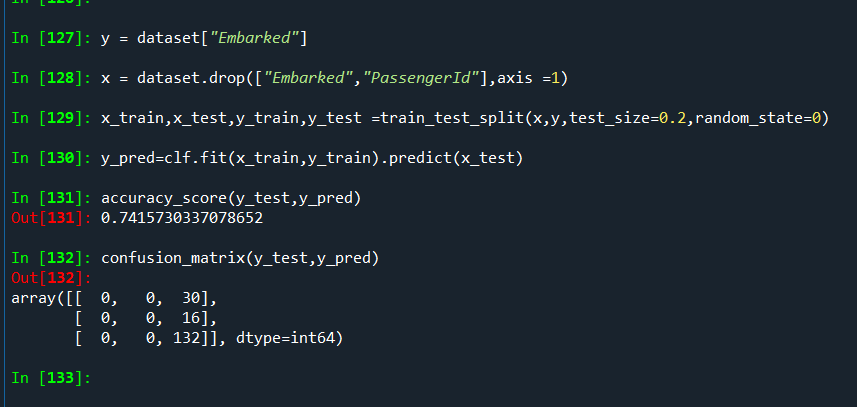 In [126]:
In [127]: y = dataset["Embarked"]
In [128]: x = dataset.drop(["Embarked","PassengerId"],axis =1)
In [129]: x_train,x_test,y_train,y_test =train_test_split(x,y,test_size=0.2,random_state=0)
In [130]: y_pred=clf.fit(x_train,y_train).predict(x_test)
In [131]: accuracy_score(y_test,y_pred)
Out[131]: 0.7415730337078652
In [132]: confusion_matrix(y_test,y_pred)
Out[132]:
array([[  0,   0,  30],
       [  0,   0,  16],
       [  0,   0, 132]], dtype=int64)
In [133]: